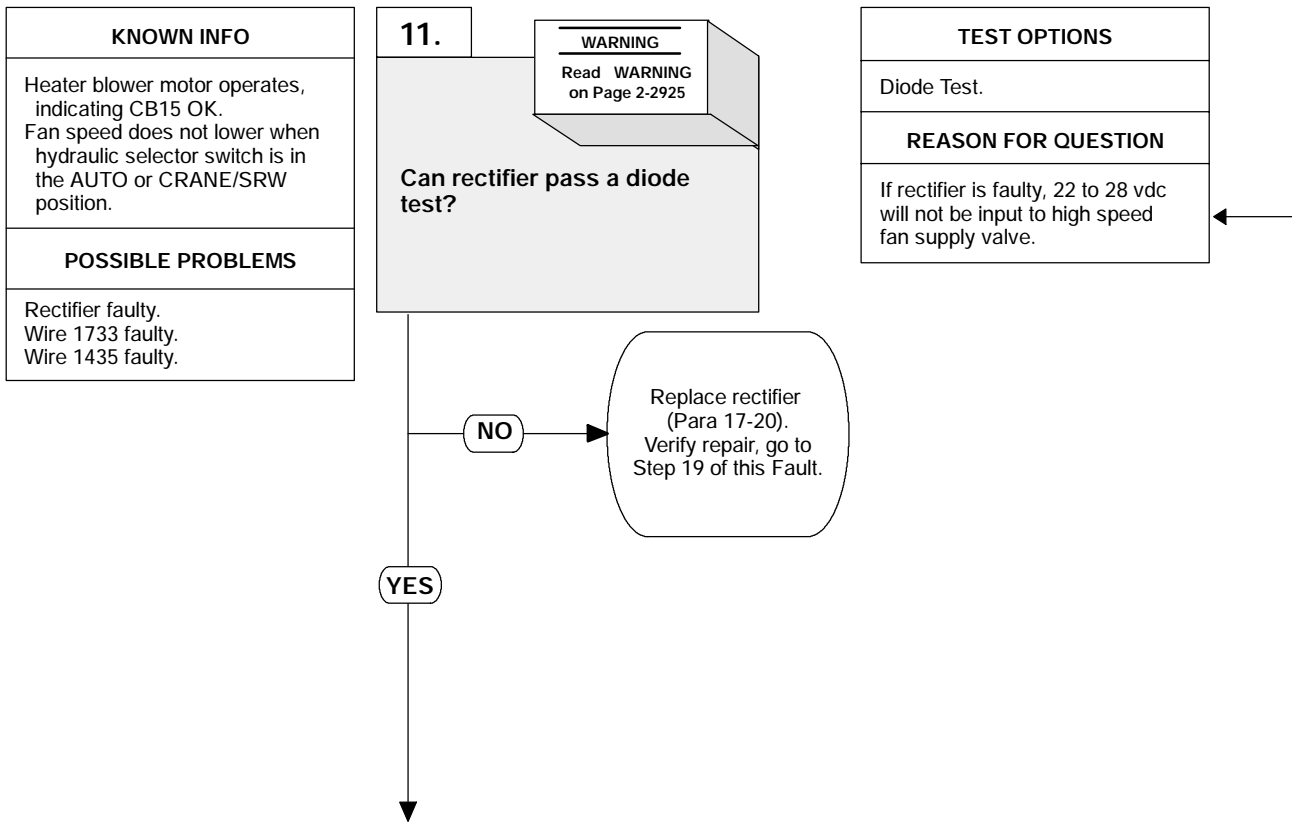 KNOWN INFO
Heater blower motor operates,
indicating CB15 OK.
Fan speed does not lower when
hydraulic selector switch is in
the AUTO or CRANE/SRW
position.
POSSIBLE PROBLEMS
Rectifier faulty.
Wire 1733 faulty.
Wire 1435 faulty.
11.
WARNING
Read WARNING
on Page 2-2925
Can rectifier pass a diode
test?
TEST OPTIONS
Diode Test.
REASON FOR QUESTION
If rectifier is faulty, 22 to 28 vdc
will not be input to high speed
fan supply valve.
NO
Replace rectifier
(Para 17-20).
Verify repair, go to
Step 19 of this Fault.
YES